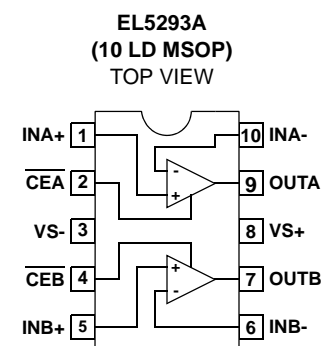 EL5293A
(10 LD MSOP)
TOP VIEW
INA+ 1
10 INA-
CEA 2
9 OUTA
VS- 3
8 VS+
CEB 4
7 OUTB
INB+ 5
6 INB-
-
+
+
-